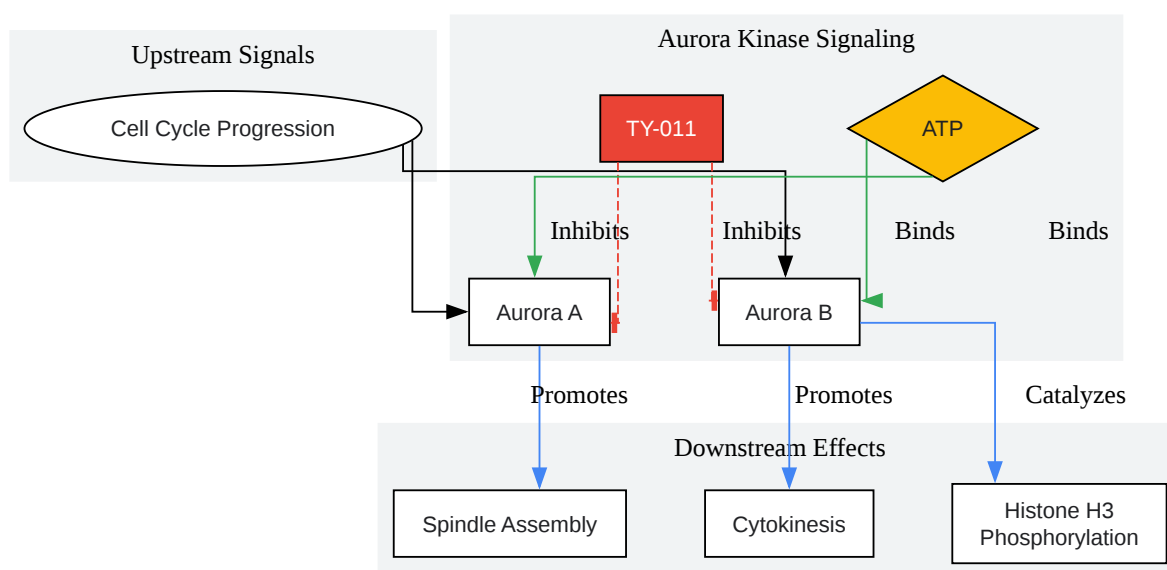 Aurora Kinase Signaling
Upstream Signals
Cell Cycle Progression
TY-011
ATP
Inhibits
Inhibits
Binds
Binds
Aurora A
Aurora B
Promotes
Promotes
Catalyzes
Downstream Effects
Spindle Assembly
Cytokinesis
Histone H3
Phosphorylation